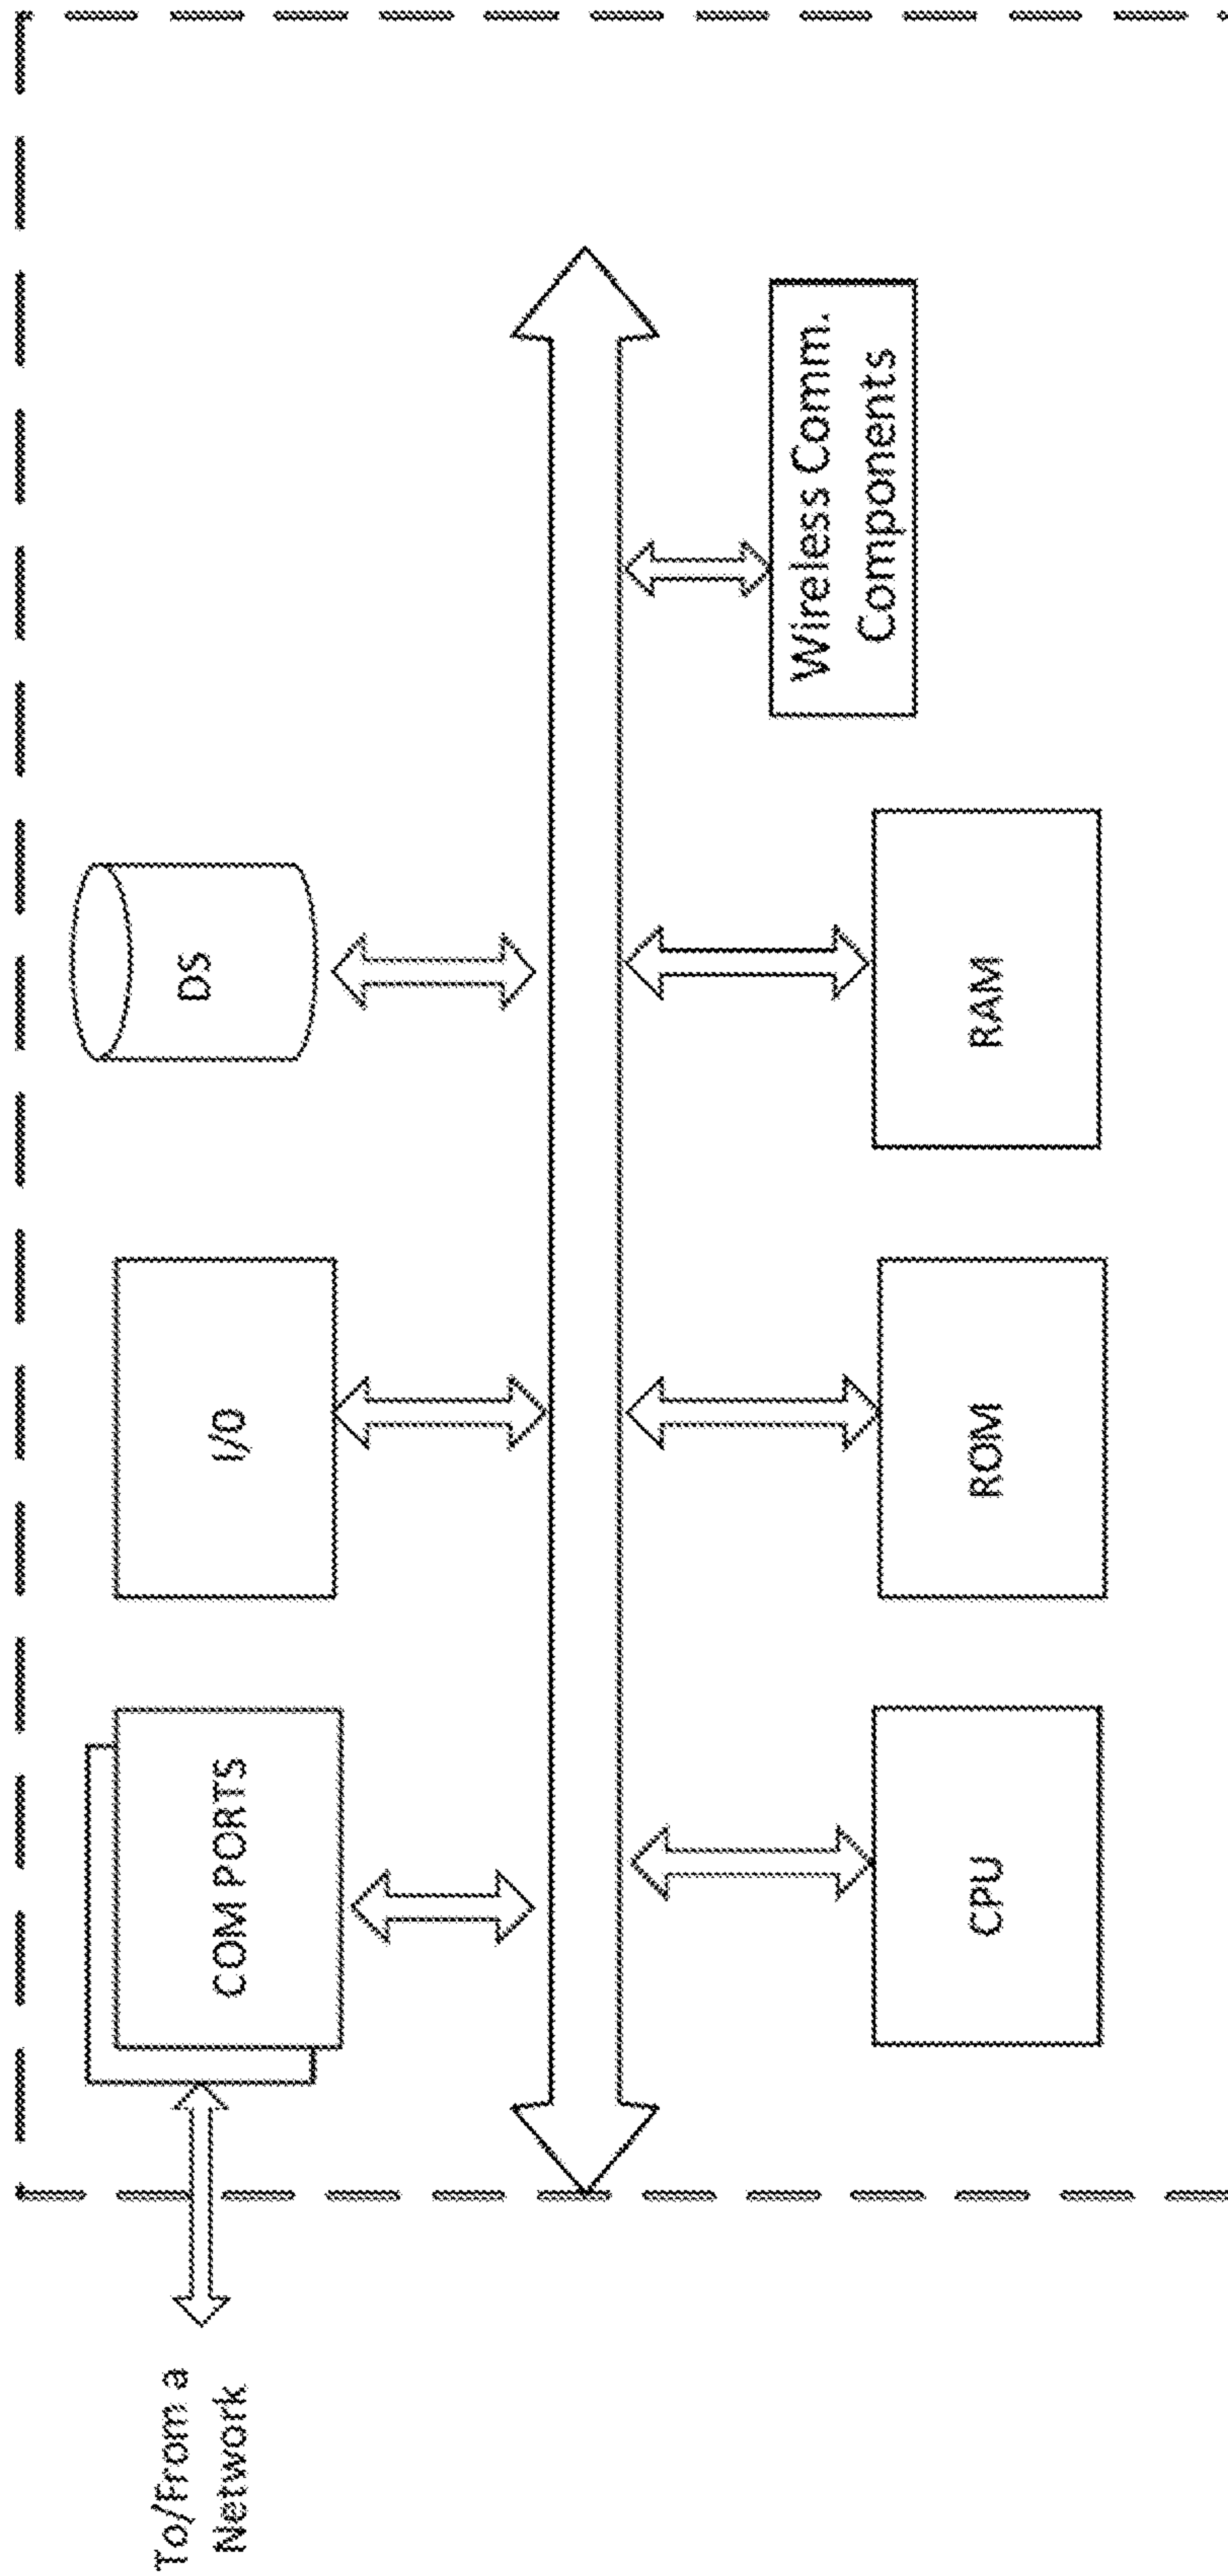 To/From a
Network
COM PORTS
I/O
DS
CPU
ROM
RAM
Wireless Comm.
Components